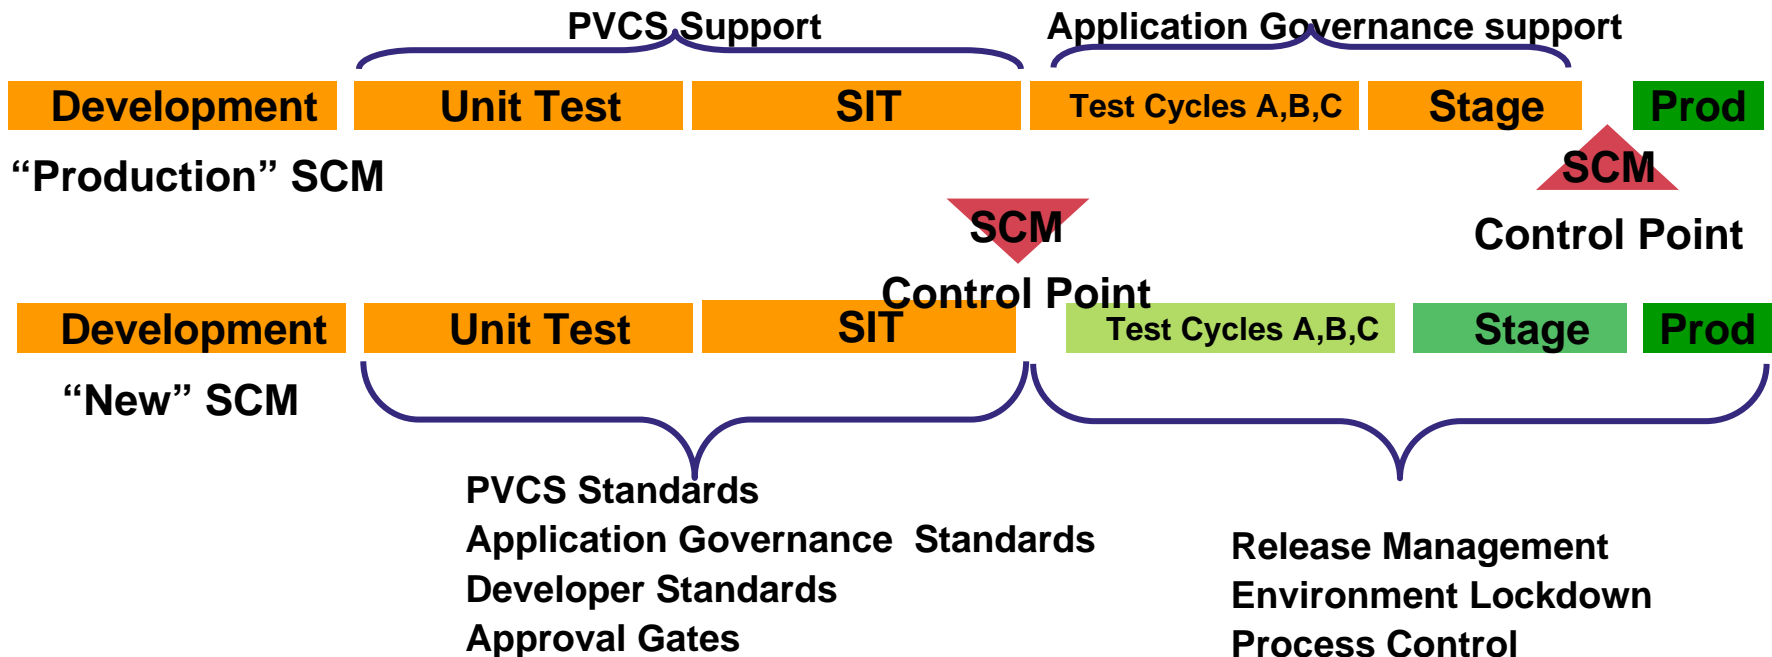 PVCS Support
Application Governance support
Development
Unit Test
SIT
Test Cycles A,B,C
Stage
Prod
“Production” SCM
SCM
Control Point
SCM
Control Point
Development
Unit Test
SIT
Test Cycles A,B,C
Stage
Prod
“New” SCM
PVCS Standards
Application Governance  Standards
Developer Standards
Approval Gates
Release Management
Environment Lockdown
Process Control